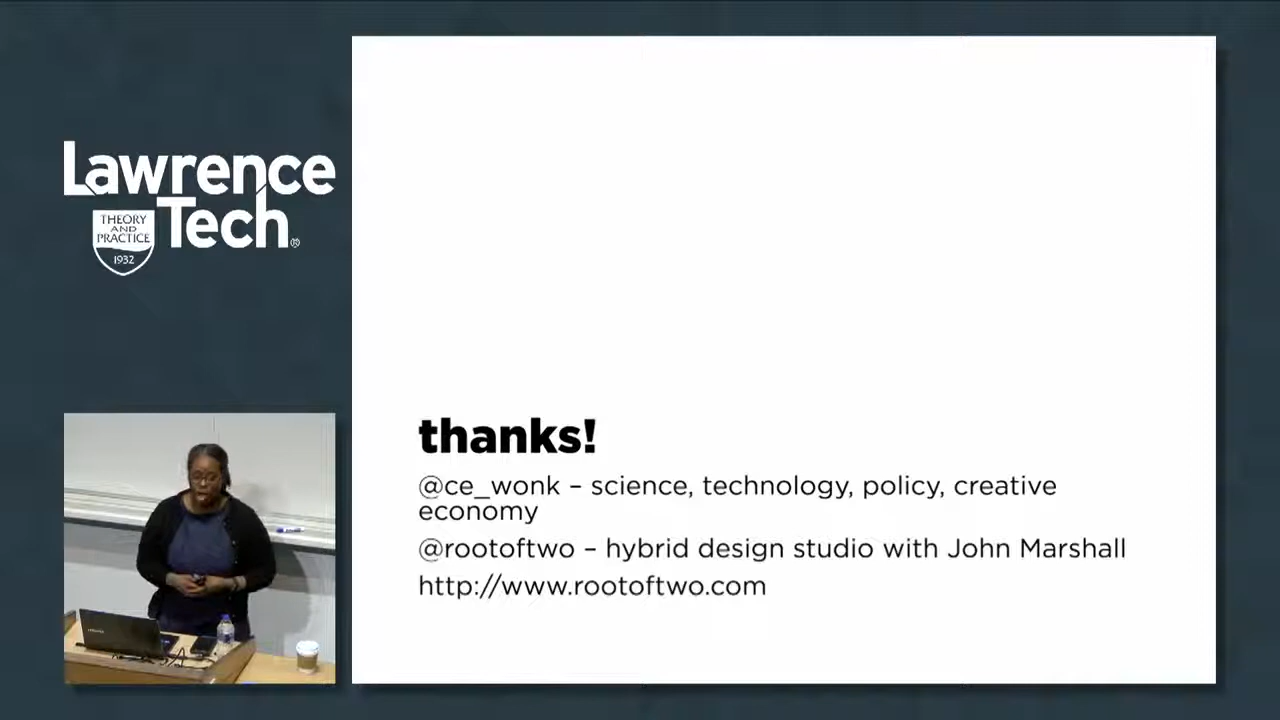 Lawrence
Tech®
THEORY
AND
PRACTICE
1932
thanks!
@ce_wonk – science, technology, policy, creative
economy
@rootoftwo – hybrid design studio with John Marshall
http://www.rootoftwo.com